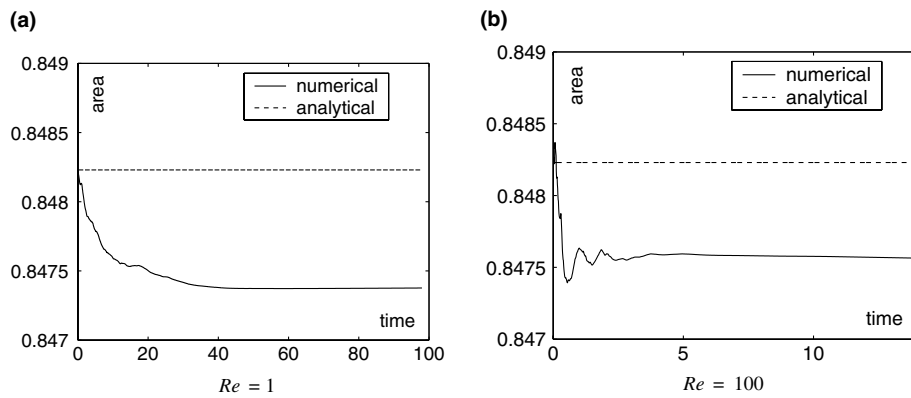 (a)
0.849
0.8485
0.848
0.8475
0.847
area
numerical
analytical
time
0 20 40 60 80 100
Re = 1
(b)
0.849
0.8485
0.848
0.8475
0.847
area
numerical
analytical
time
0 5 10
Re = 100